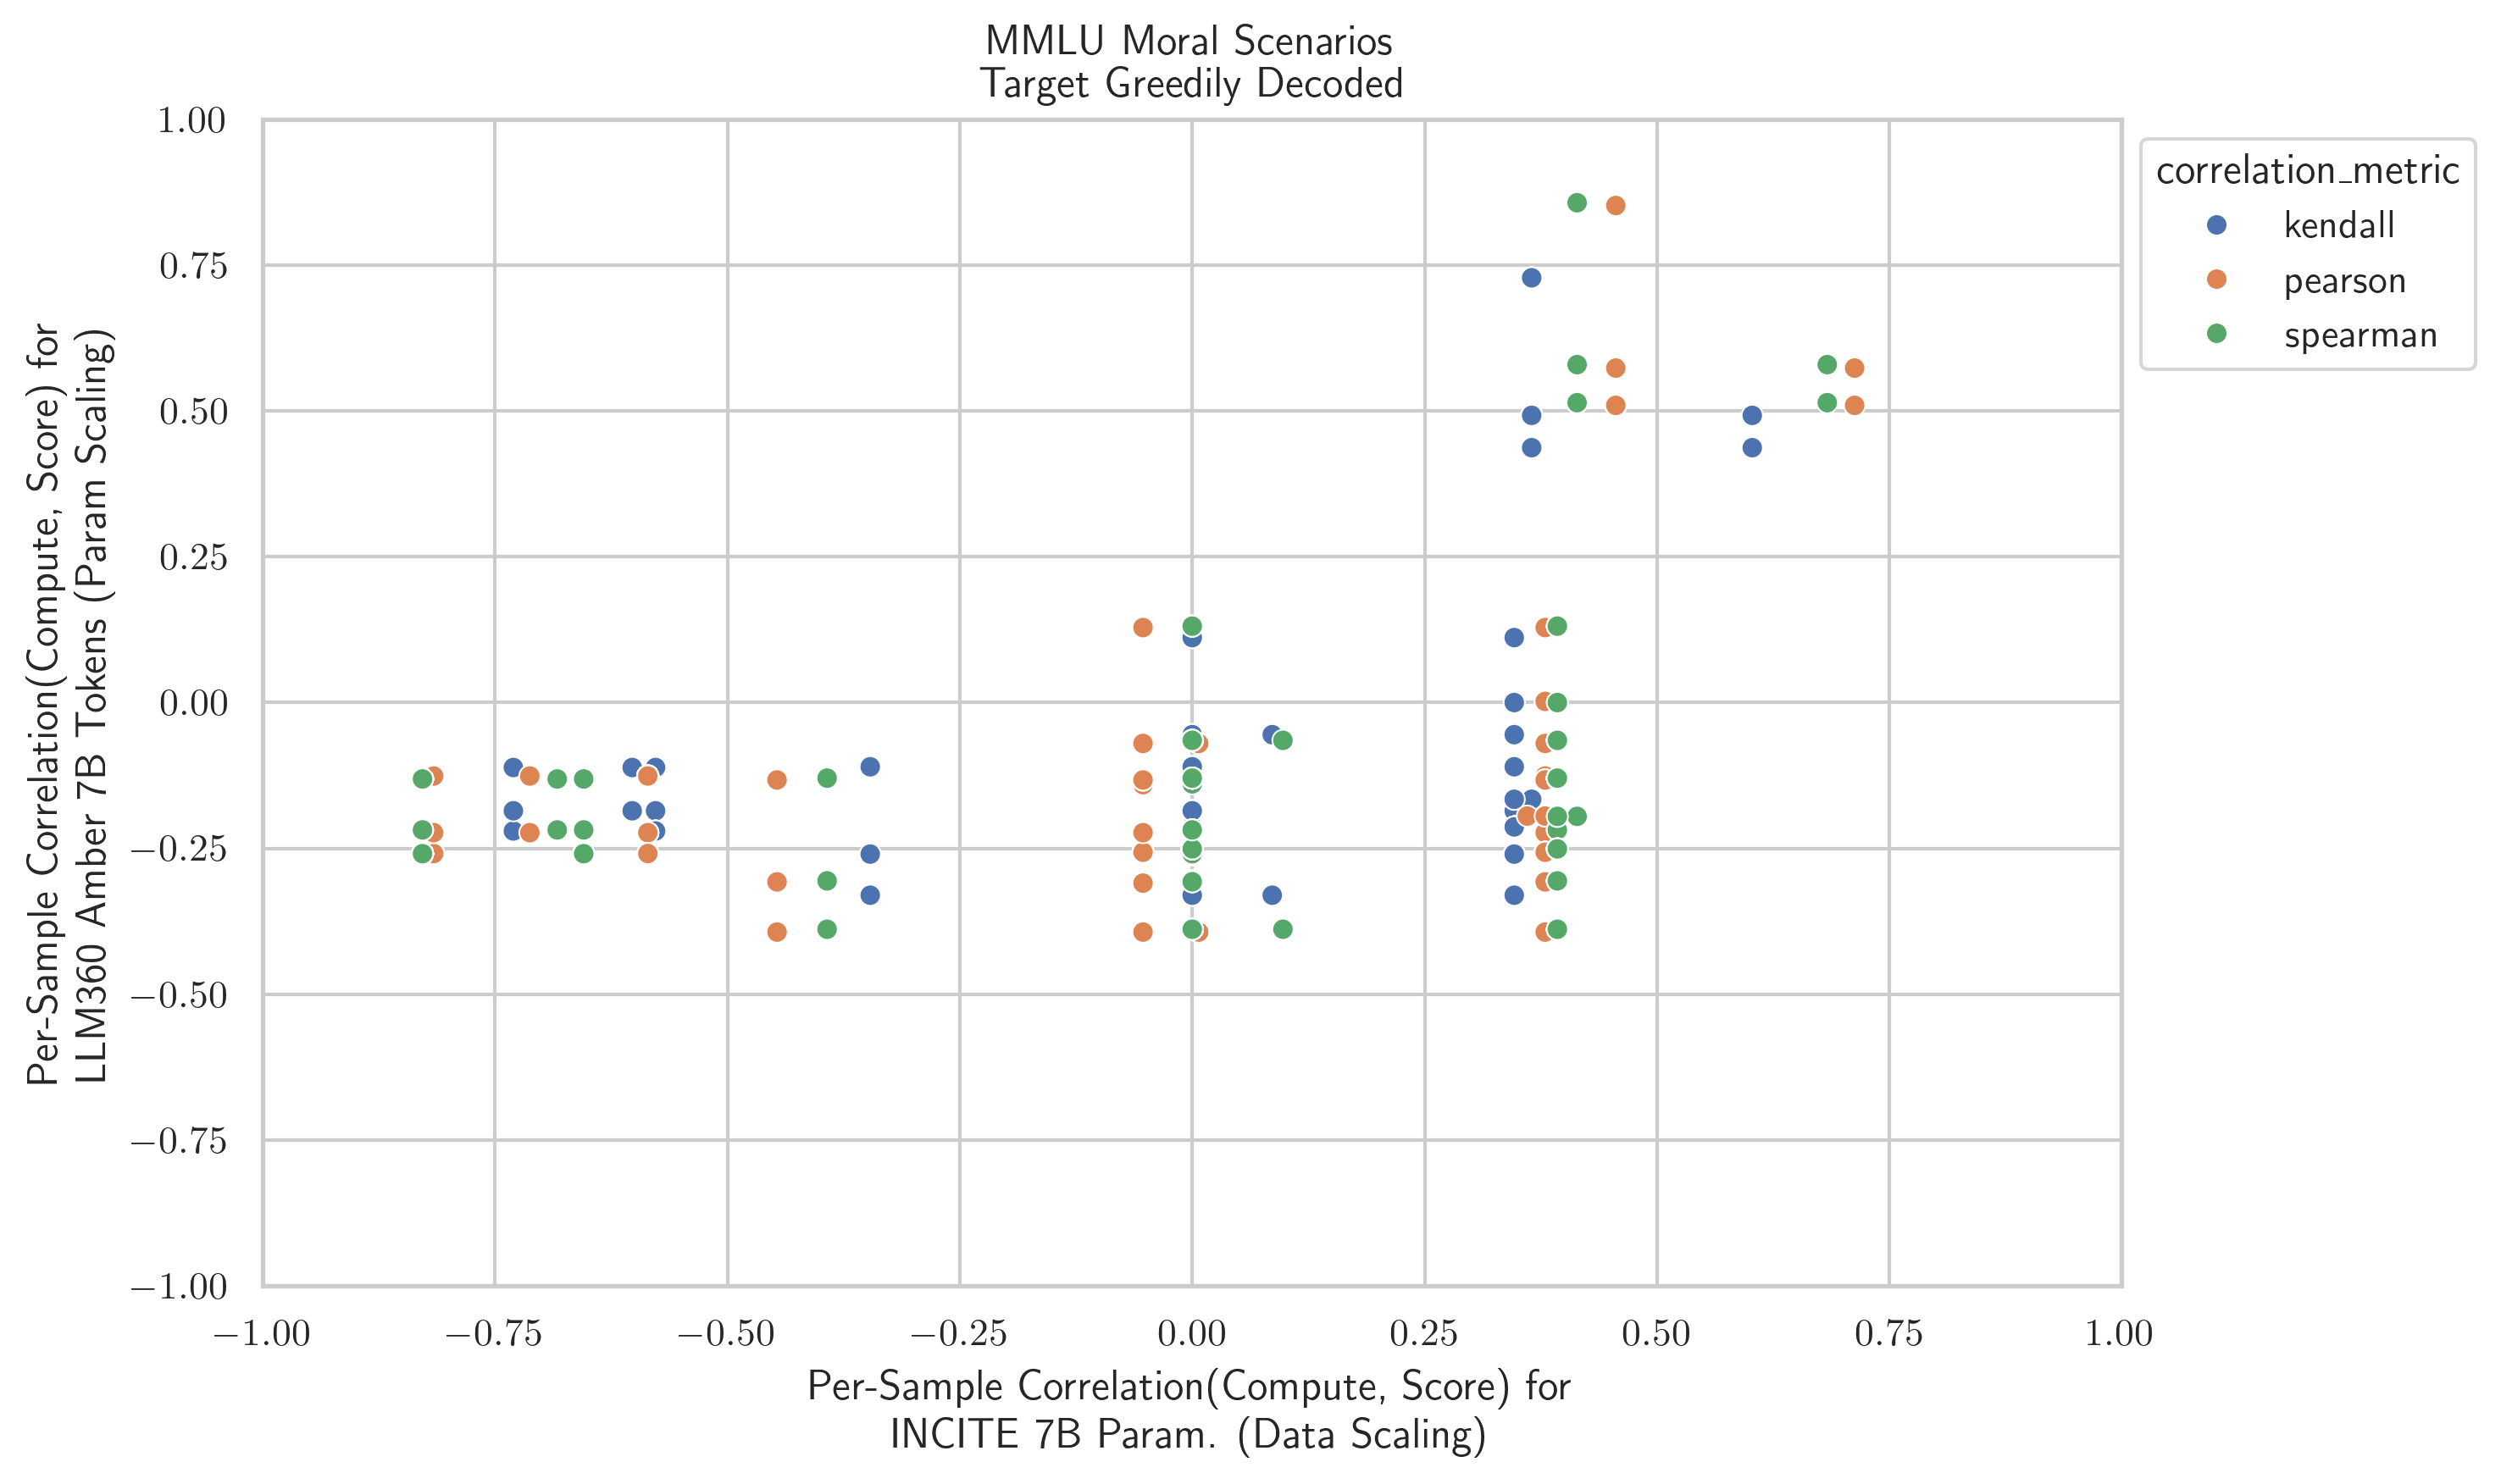 MMLU Moral Scenarios
Target Greedily Decoded
Per-Sample Correlation(Compute, Score) for
LLM360 Amber 7B Tokens (Param Scaling)
1.00
0.75
0.50
0.25
0.00
−0.25
−0.50
−0.75
−1.00
−1.00
−0.75
−0.50
−0.25
0.00
0.25
0.50
0.75
1.00
Per-Sample Correlation(Compute, Score) for
INCITE 7B Param. (Data Scaling)
correlation_metric
kendall
pearson
spearman